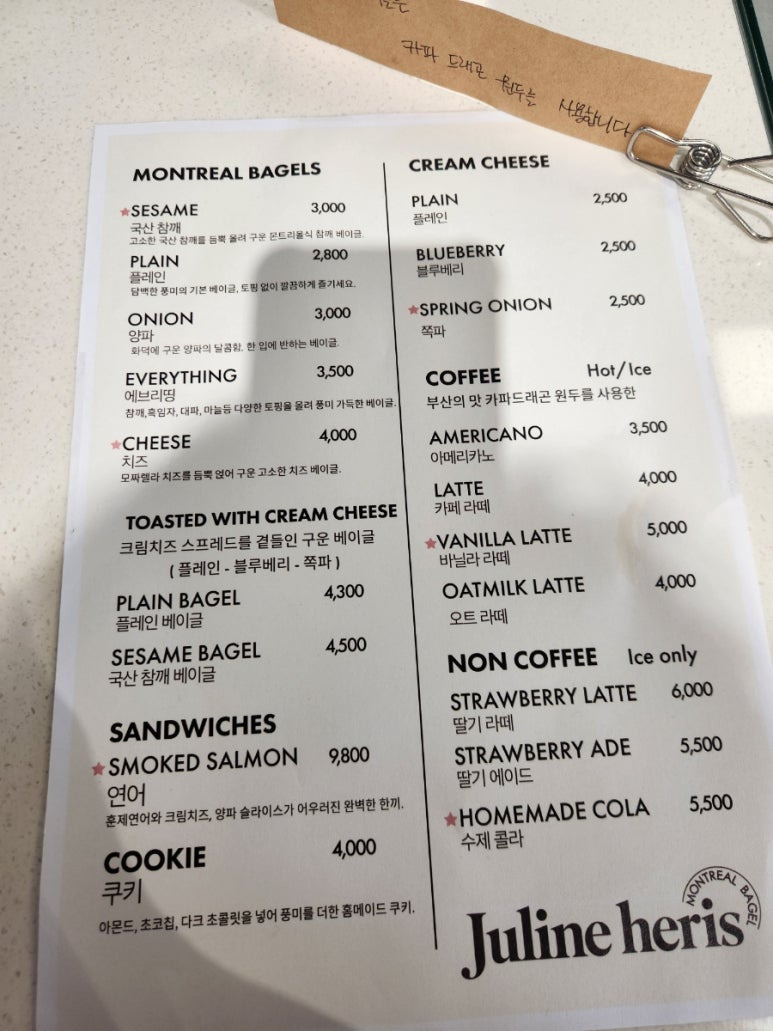 카파 드래곤 원두를 사용합니다
MONTREAL BAGELS
★SESAME 3,000
국산 참깨
고소한 국산 참깨를 듬뿍 올려 구운 몬트리올식 참깨 베이글.
PLAIN 2,800
플레인
담백한 풍미의 기본 베이글, 토핑 없이 깔끔하게 즐기세요.
ONION 3,000
양파
화덕에 구운 양파의 달콤함, 한 입에 반하는 베이글.
EVERYTHING 3,500
에브리띵
참깨,흑임자, 대파, 마늘등 다양한 토핑을 올려 풍미 가득한 베이글.
★CHEESE 4,000
치즈
모짜렐라 치즈를 듬뿍 얹어 구운 고소한 치즈 베이글.
TOASTED WITH CREAM CHEESE
크림치즈 스프레드를 곁들인 구운 베이글
( 플레인 - 블루베리 - 쪽파 )
PLAIN BAGEL 4,300
플레인 베이글
SESAME BAGEL 4,500
국산 참깨 베이글
SANDWICHES
★SMOKED SALMON 9,800
연어
훈제연어와 크림치즈, 양파 슬라이스가 어우러진 완벽한 한끼.
COOKIE 4,000
쿠키
아몬드, 초코칩, 다크 초콜릿을 넣어 풍미를 더한 홈메이드 쿠키.
CREAM CHEESE
PLAIN 2,500
플레인
BLUEBERRY 2,500
블루베리
★SPRING ONION 2,500
쪽파
COFFEE Hot/Ice
부산의 맛 카파드래곤 원두를 사용한
AMERICANO 3,500
아메리카노
LATTE 4,000
카페 라떼
★VANILLA LATTE 5,000
바닐라 라떼
OATMILK LATTE 4,000
오트 라떼
NON COFFEE Ice only
STRAWBERRY LATTE 6,000
딸기 라떼
STRAWBERRY ADE 5,500
딸기 에이드
★HOMEMADE COLA 5,500
수제 콜라
MONTREAL BAGEL
Juline heris